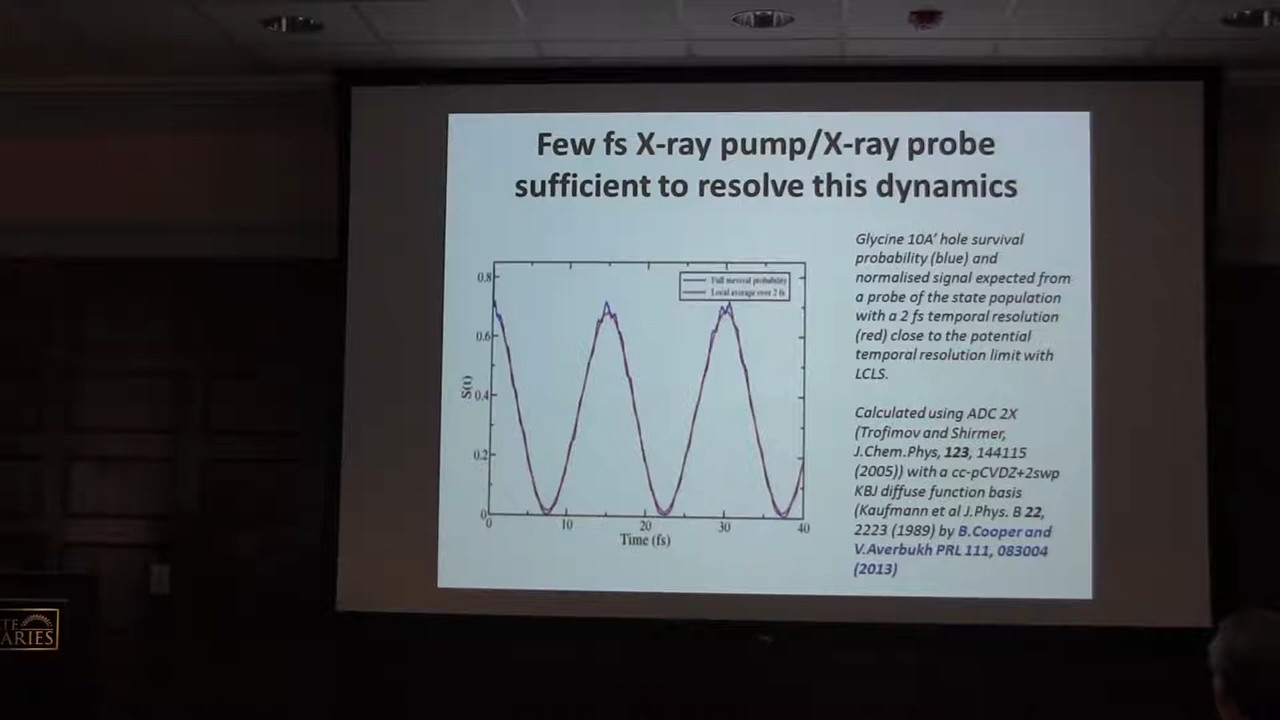 Few fs X-ray pump/X-ray probe
sufficient to resolve this dynamics
Glycine 10A' hole survival
probability (blue) and
normalised signal expected from
a probe of the state population
with a 2 fs temporal resolution
(red) close to the potential
temporal resolution limit with
LCLS.
Calculated using ADC 2X
(Trofimov and Shirmer,
J.Chem.Phys, 123, 144115
(2005)) with a cc-pCVDZ+2swp
KBJ diffuse function basis
(Kaufmann et al J.Phys. B 22,
2223 (1989) by B.Cooper and
V.Averbukh PRL 111, 083004
(2013)
Full survival probability
Local average over 2 fs
0.8
0.6
0.4
0.2
0
S(t)
0 10 20 30 40
Time (fs)
TE
ARIES